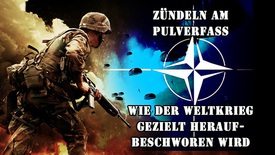 ZÜNDELN AM
PULVERFASS
WIE DER WELTKRIEG
GEZIELT HERAUF-
BESCHWOREN WIRD